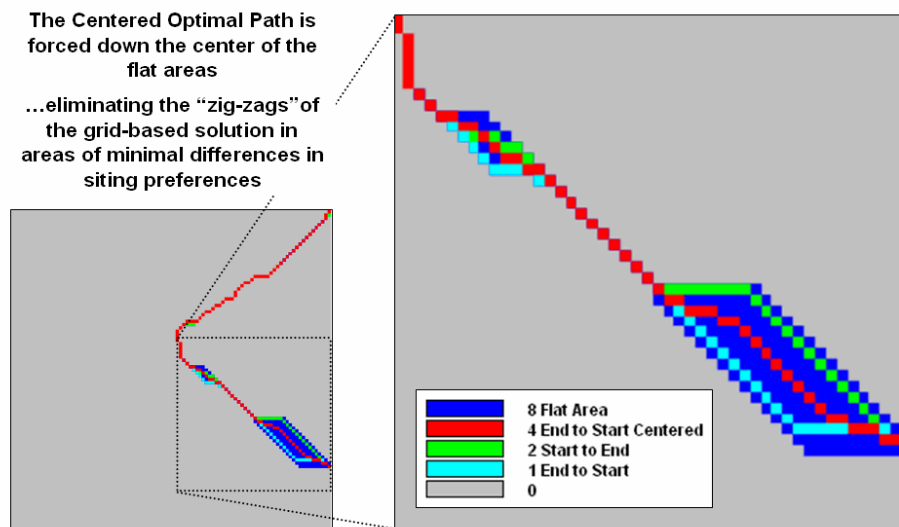 The Centered Optimal Path is
forced down the center of the
flat areas
…eliminating the “zig-zags”of
the grid-based solution in
areas of minimal differences in
siting preferences
8 Flat Area
4 End to Start Centered
2 Start to End
1 End to Start
0